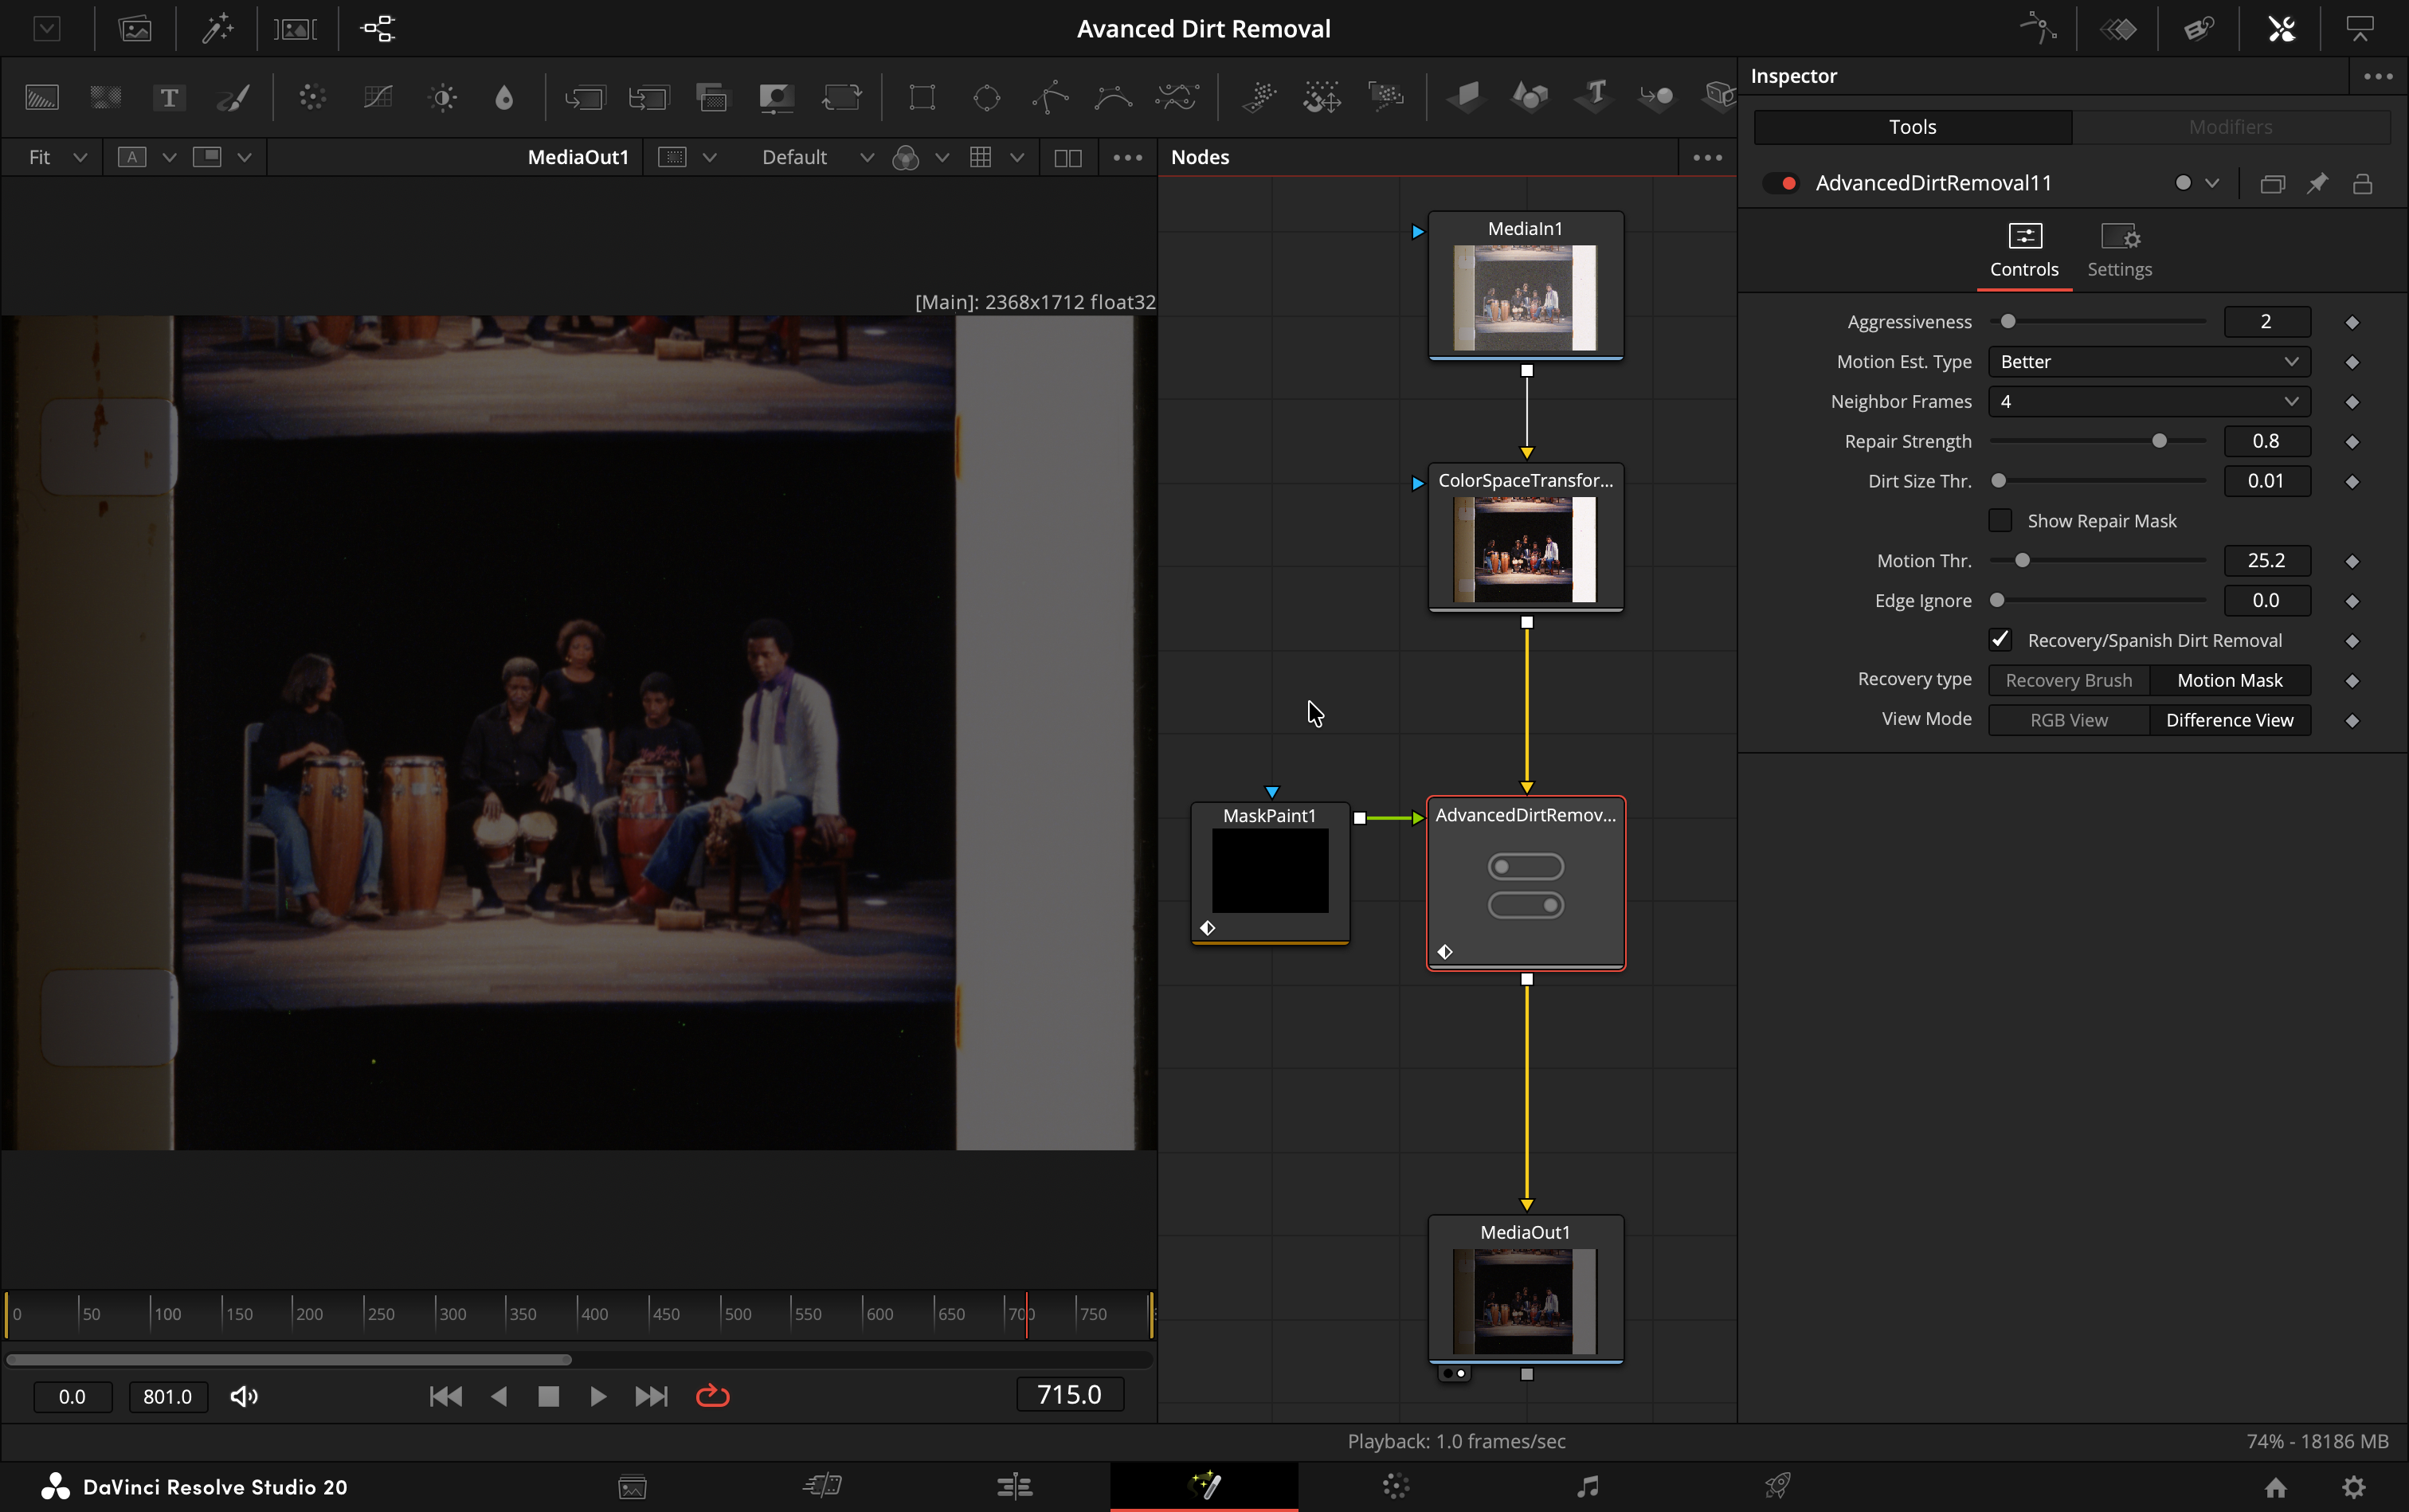 Avanced Dirt Removal
Inspector
Tools
Modifiers
Fit
A
MediaOut1
Default
Nodes
AdvancedDirtRemoval11
Controls
Settings
[Main]: 2368x1712 float32
MediaIn1
ColorSpaceTransfor...
MaskPaint1
AdvancedDirtRemov...
MediaOut1
Aggressiveness 2
Motion Est. Type Better
Neighbor Frames 4
Repair Strength 0.8
Dirt Size Thr. 0.01
Show Repair Mask
Motion Thr. 25.2
Edge Ignore 0.0
Recovery/Spanish Dirt Removal
Recovery type Recovery Brush Motion Mask
View Mode RGB View Difference View
0 50 100 150 200 250 300 350 400 450 500 550 600 650 700 750
0.0 801.0 715.0
Playback: 1.0 frames/sec
74% - 18186 MB
DaVinci Resolve Studio 20